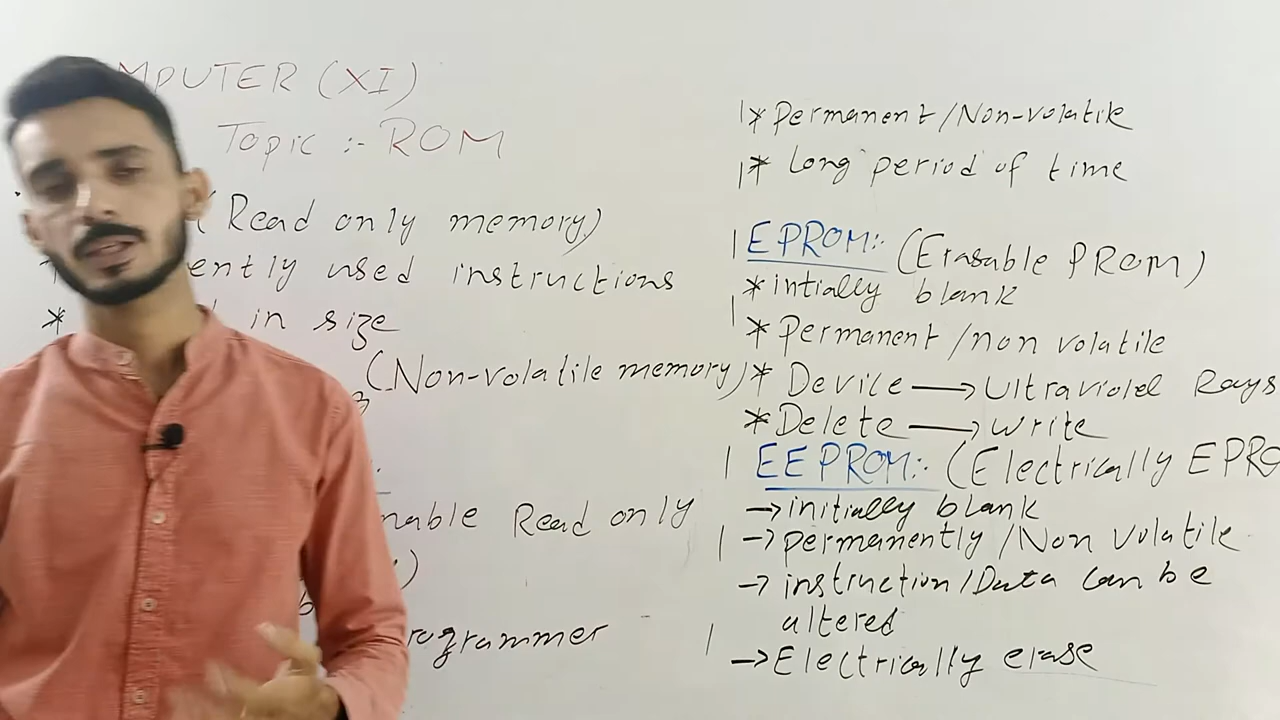 MPUTER (XI)
Topic :- ROM
(Read only memory)
ently used instructions
* in size
(Non-volatile memory)
nable Read only
)
rogrammer
* Permanent/Non-volatile
* long period of time
EPROM:- (Erasable PROM)
* intially blank
* Permanent/non volatile
* Device → Ultraviolet Rays
* Delete → write
EEPROM:- (Electrically EPRO
→ initially blank
→ permanently/Non volatile
→ instruction/Data can be
altered
→ Electrically erase